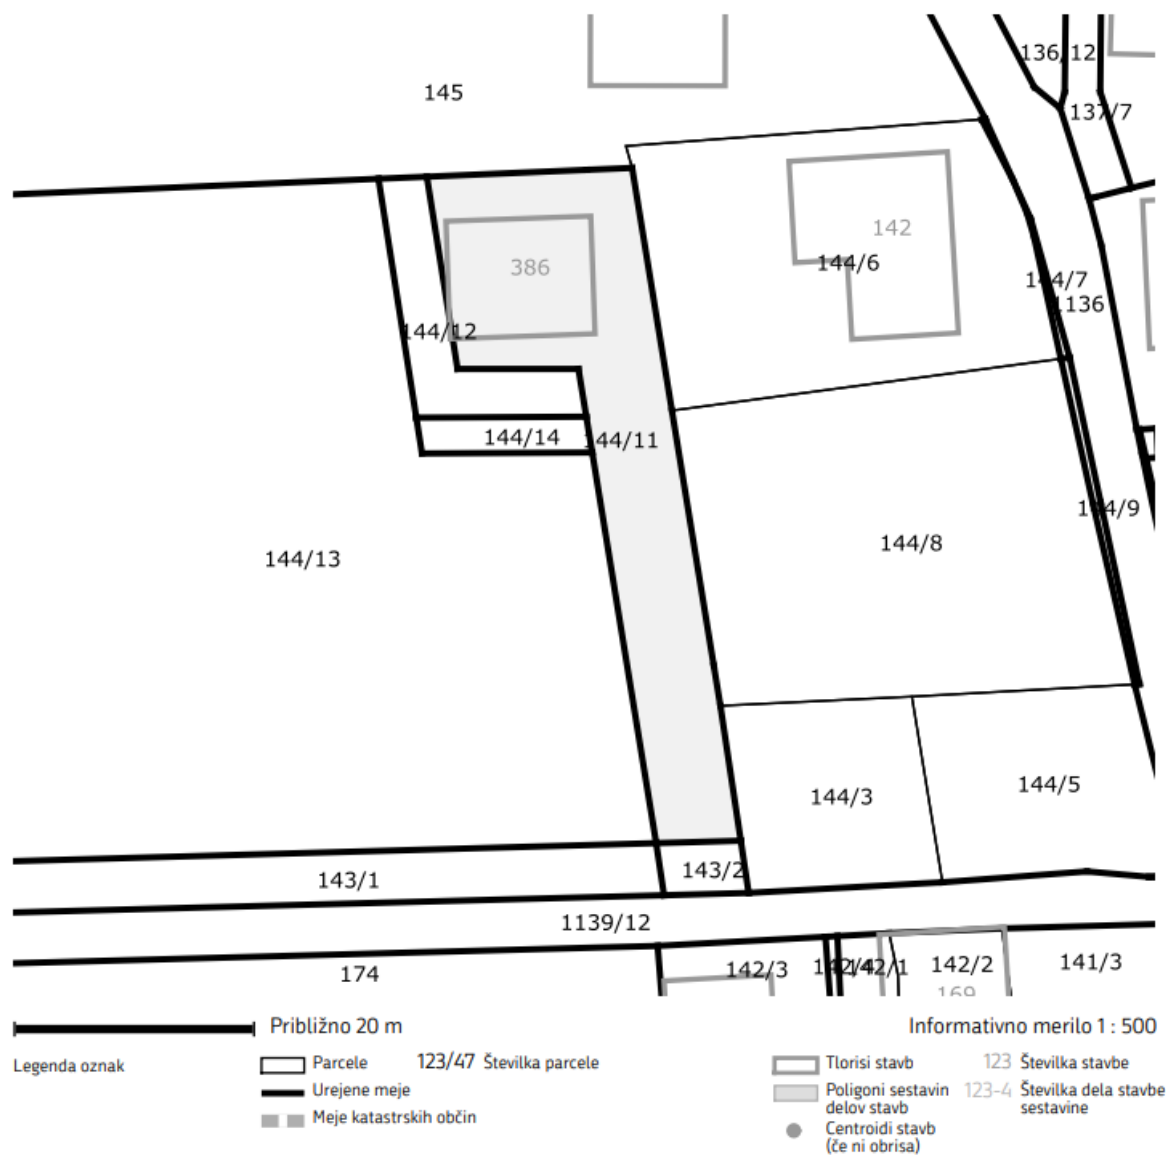 136/12
145
137/7
142
144/6
386
144/7
1136
144/12
144/14
144/11
144/9
144/8
144/13
144/5
144/3
143/2
143/1
1139/12
174
142/3
142/4
142/1
142/2
141/3
169
Približno 20 m
Informativno merilo 1 : 500
Legenda oznak
Parcele
123/47 Številka parcele
Urejene meje
Meje katastrskih občin
Tlorisi stavb
123 Številka stavbe
Poligoni sestavin
delov stavb
123-4 Številka dela stavbe
sestavine
Centroidi stavb
(če ni obrisa)